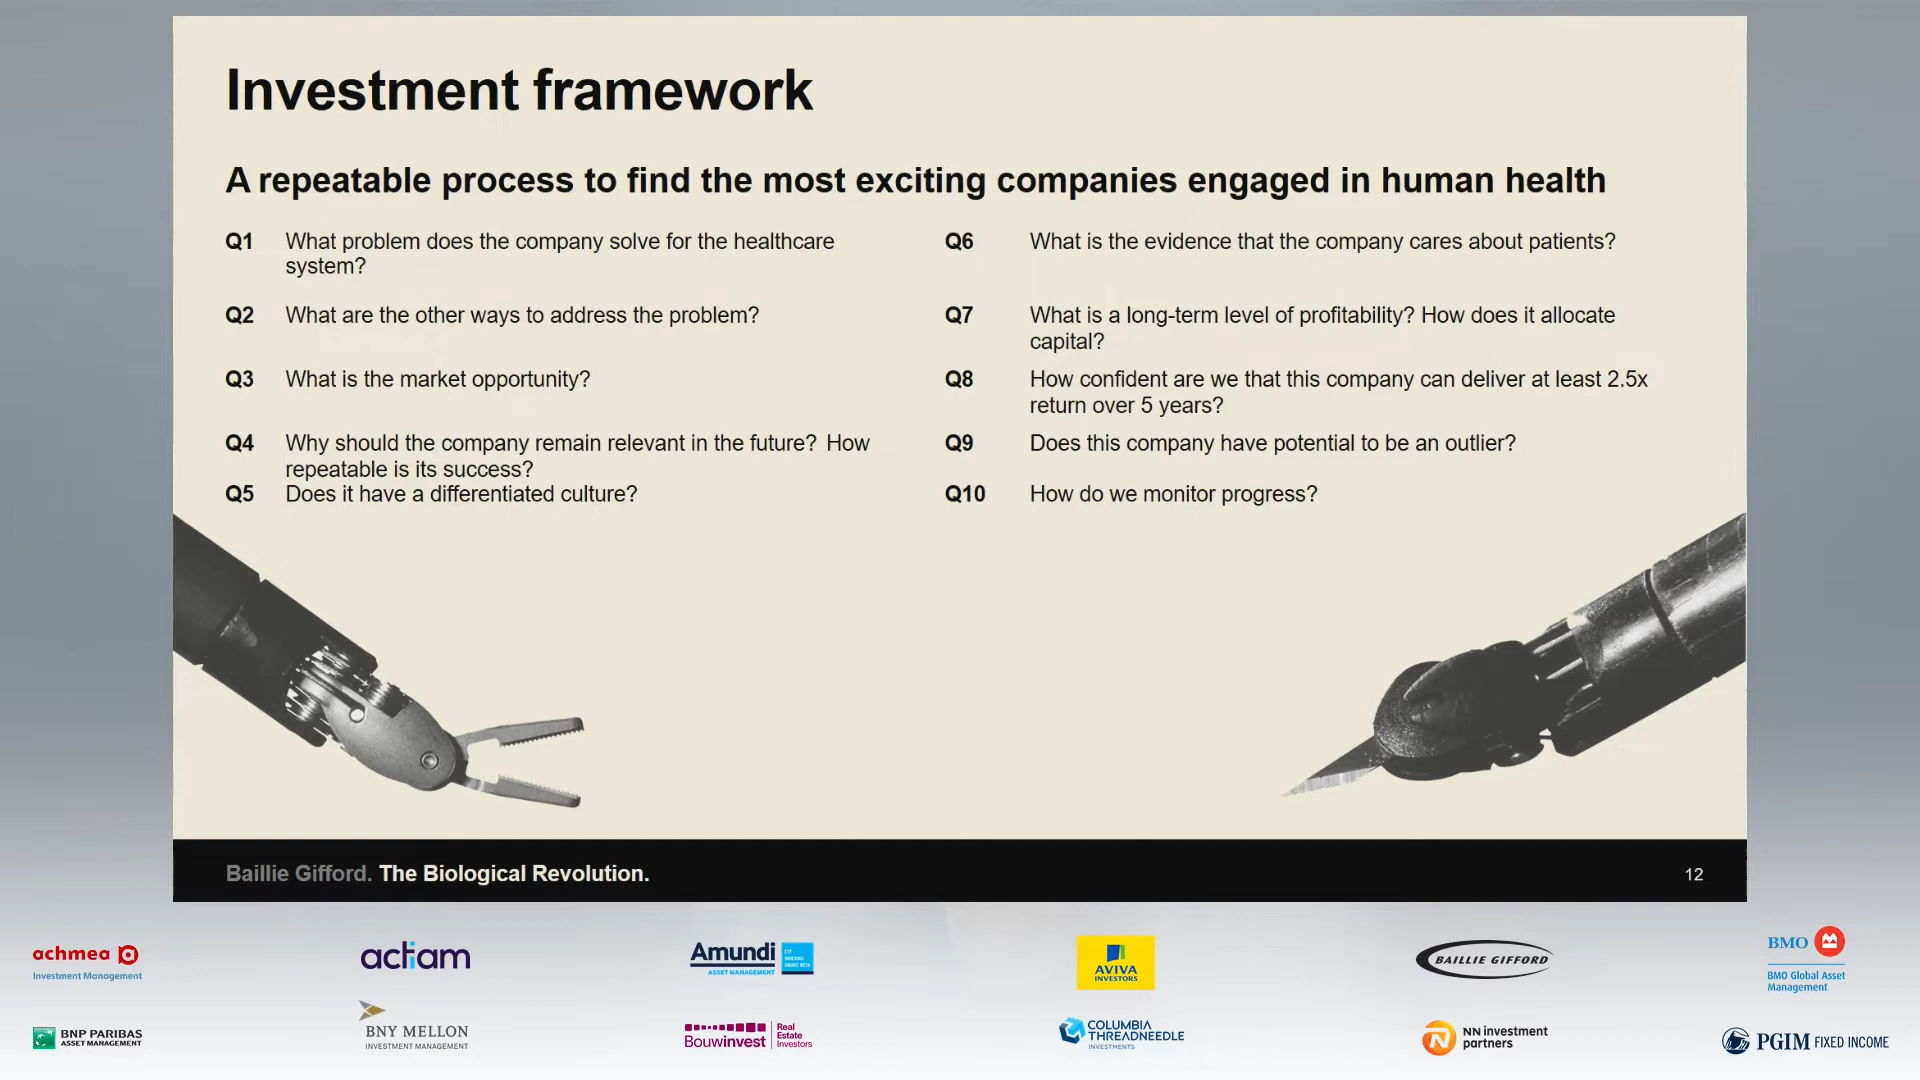 Investment framework
A repeatable process to find the most exciting companies engaged in human health
Q1 What problem does the company solve for the healthcare
system?
Q2 What are the other ways to address the problem?
Q3 What is the market opportunity?
Q4 Why should the company remain relevant in the future? How
repeatable is its success?
Q5 Does it have a differentiated culture?
Q6 What is the evidence that the company cares about patients?
Q7 What is a long-term level of profitability? How does it allocate
capital?
Q8 How confident are we that this company can deliver at least 2.5x
return over 5 years?
Q9 Does this company have potential to be an outlier?
Q10 How do we monitor progress?
Baillie Gifford. The Biological Revolution.
12
achmea
Investment Management
actiam
Amundi
ASSET MANAGEMENT
ETF
INDEXING
SMART BETA
AVIVA
INVESTORS
BAILLIE GIFFORD
BMO
BMO Global Asset
Management
BNP PARIBAS
ASSET MANAGEMENT
BNY MELLON
INVESTMENT MANAGEMENT
Bouwinvest
Real
Estate
Investors
COLUMBIA
THREADNEEDLE
INVESTMENTS
NN investment
partners
PGIM FIXED INCOME